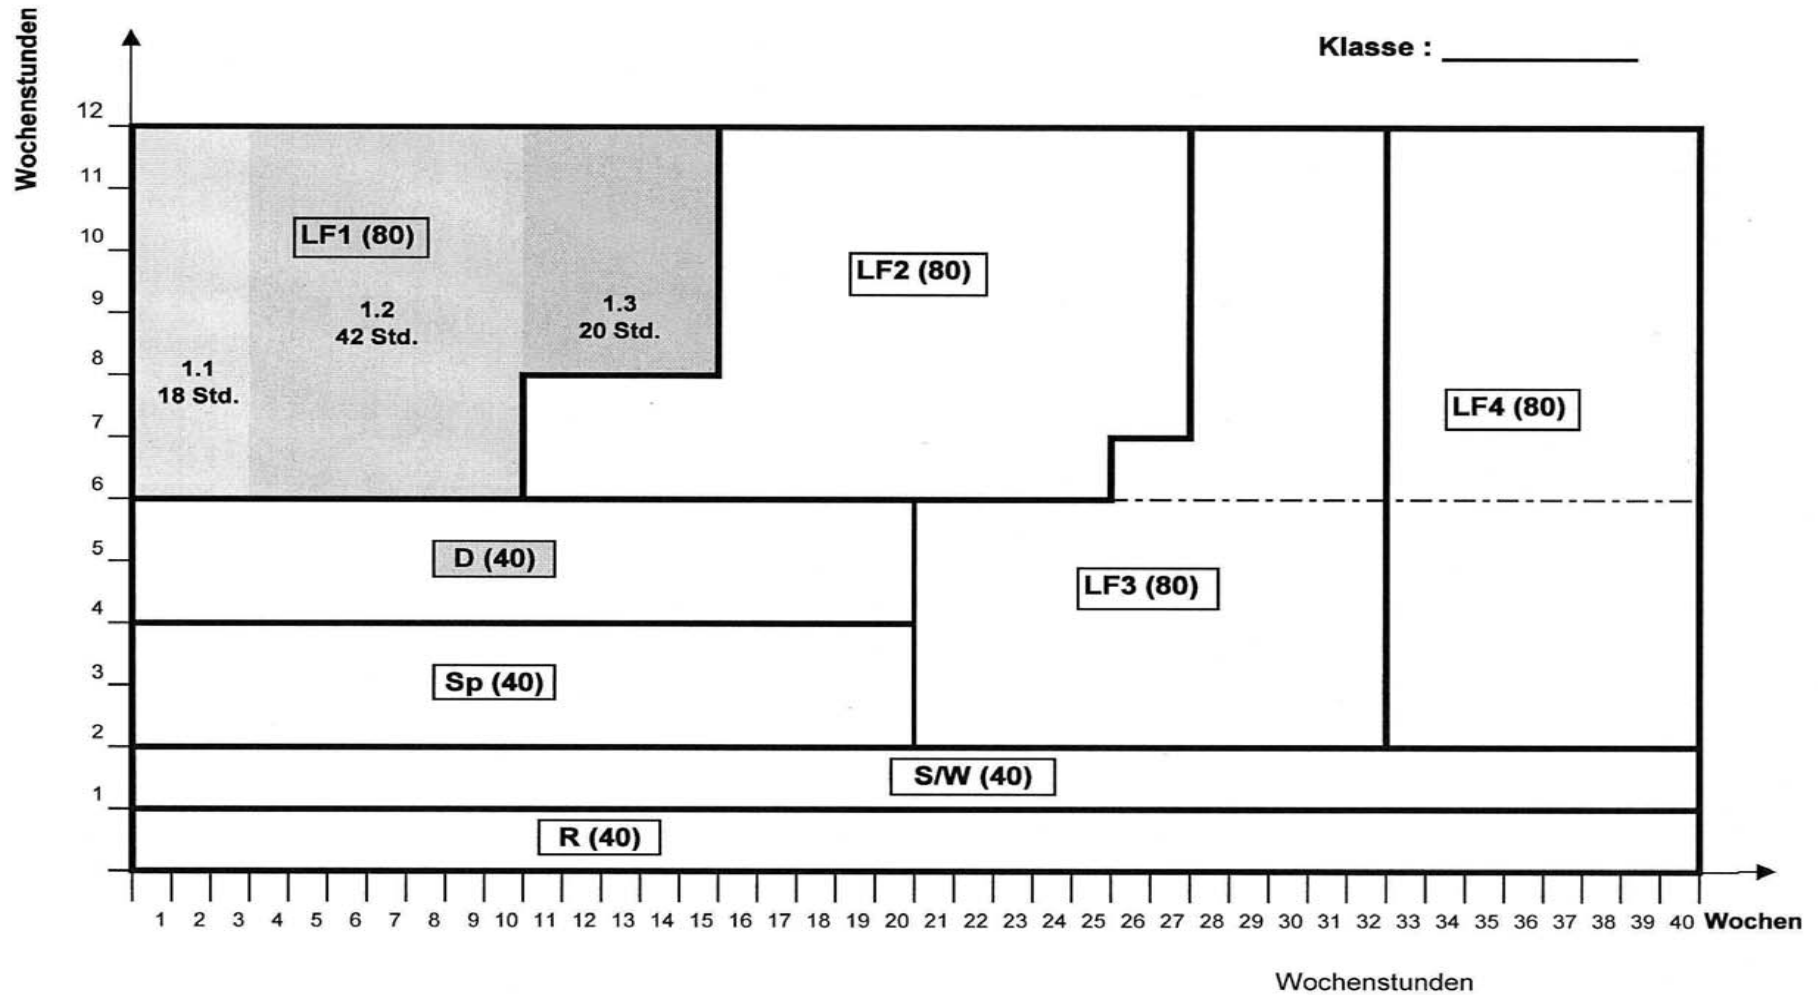 Wochenstunden
Klasse :
12
11
10
9
8
7
6
5
4
3
2
1
LF1 (80)
1.1
18 Std.
1.2
42 Std.
1.3
20 Std.
LF2 (80)
LF4 (80)
D (40)
LF3 (80)
Sp (40)
S/W (40)
R (40)
1 2 3 4 5 6 7 8 9 10 11 12 13 14 15 16 17 18 19 20 21 22 23 24 25 26 27 28 29 30 31 32 33 34 35 36 37 38 39 40 Wochen
Wochenstunden